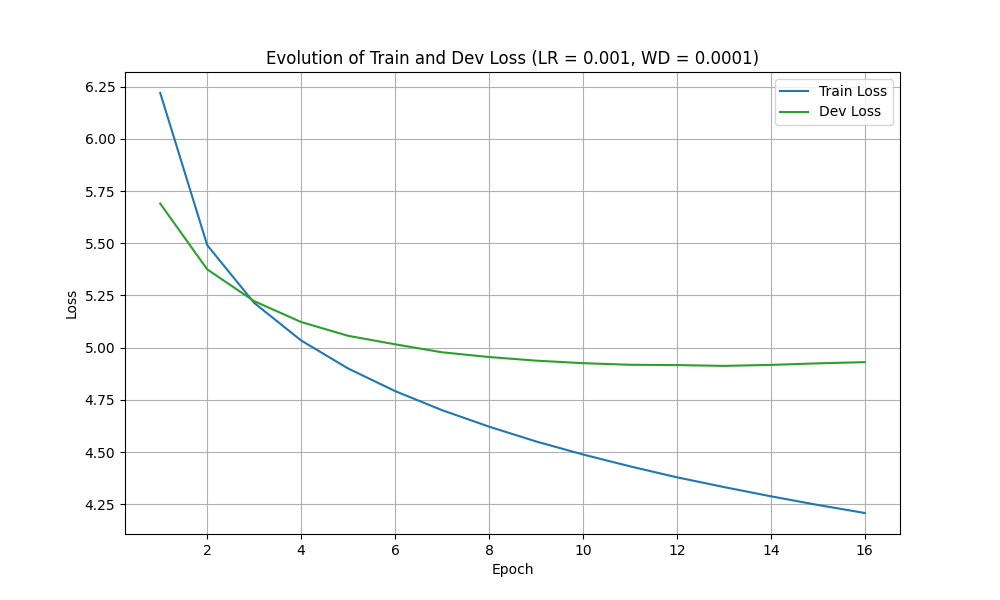 Evolution of Train and Dev Loss (LR = 0.001, WD = 0.0001)
Train Loss
Dev Loss
6.25
6.00
5.75
5.50
5.25
5.00
4.75
4.50
4.25
Loss
2 4 6 8 10 12 14 16
Epoch